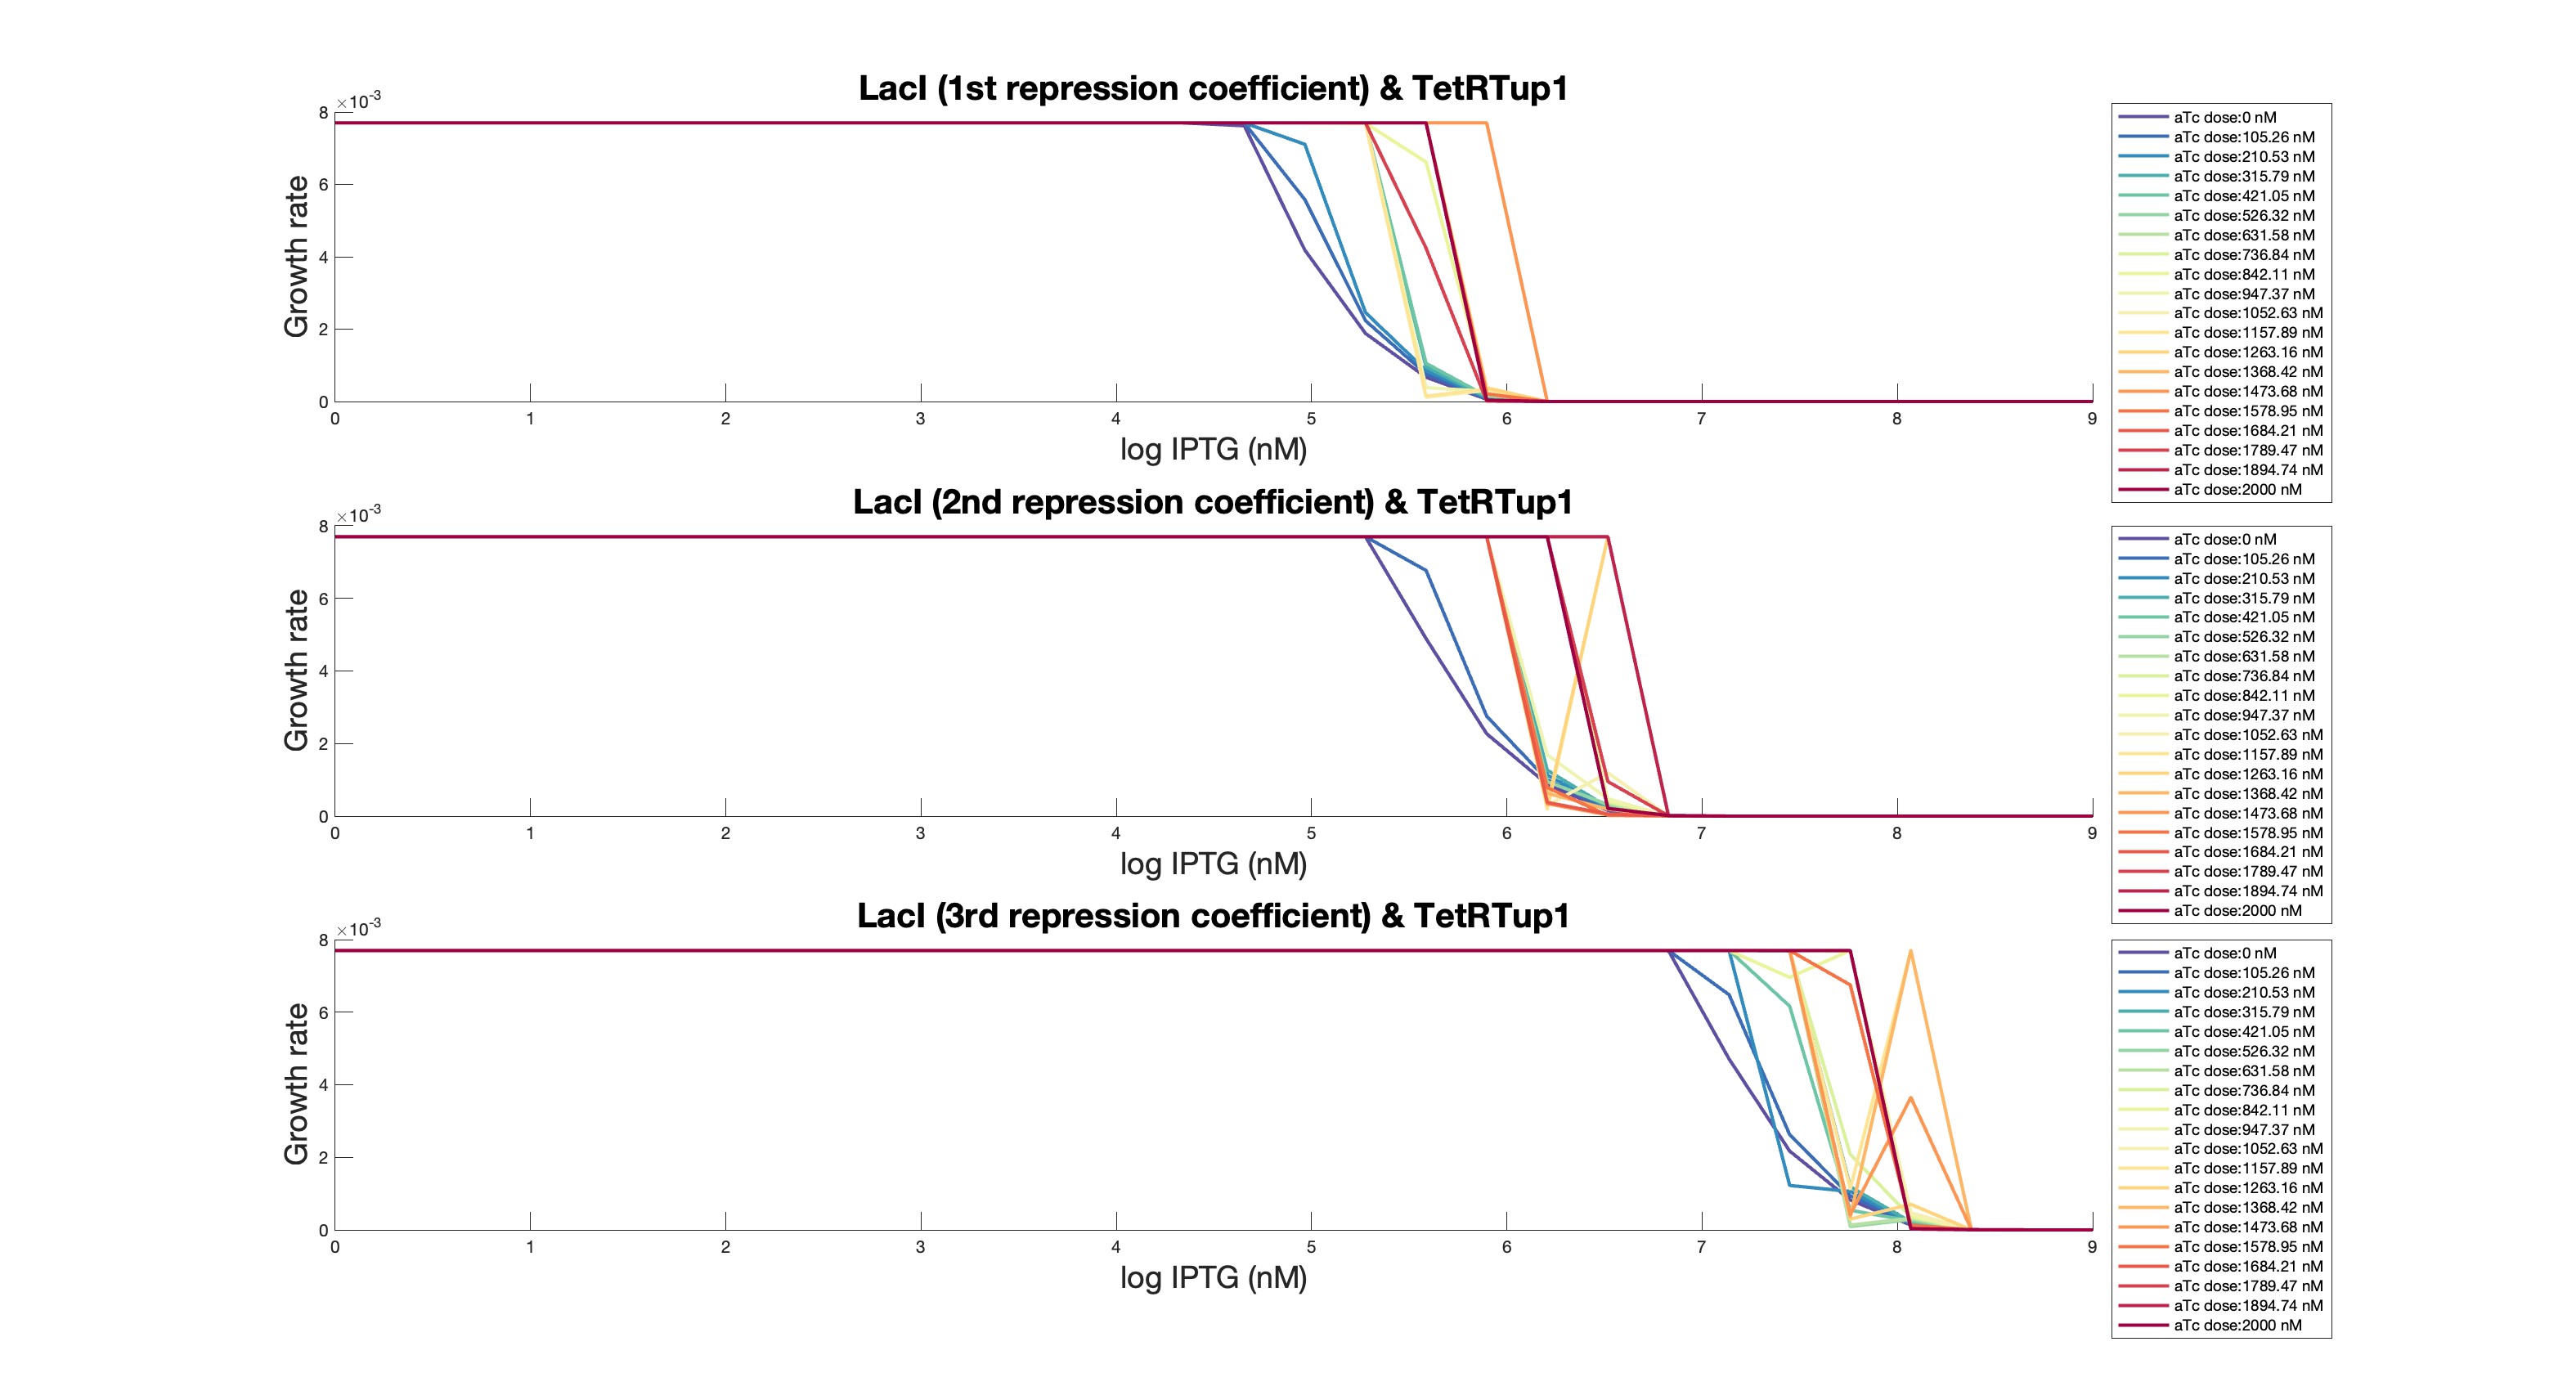 LacI (1st repression coefficient) & TetRTup1
×10-3
8
6
4
2
0
Growth rate
0 1 2 3 4 5 6 7 8 9
log IPTG (nM)
aTc dose:0 nM
aTc dose:105.26 nM
aTc dose:210.53 nM
aTc dose:315.79 nM
aTc dose:421.05 nM
aTc dose:526.32 nM
aTc dose:631.58 nM
aTc dose:736.84 nM
aTc dose:842.11 nM
aTc dose:947.37 nM
aTc dose:1052.63 nM
aTc dose:1157.89 nM
aTc dose:1263.16 nM
aTc dose:1368.42 nM
aTc dose:1473.68 nM
aTc dose:1578.95 nM
aTc dose:1684.21 nM
aTc dose:1789.47 nM
aTc dose:1894.74 nM
aTc dose:2000 nM
LacI (2nd repression coefficient) & TetRTup1
×10-3
8
6
4
2
0
Growth rate
0 1 2 3 4 5 6 7 8 9
log IPTG (nM)
aTc dose:0 nM
aTc dose:105.26 nM
aTc dose:210.53 nM
aTc dose:315.79 nM
aTc dose:421.05 nM
aTc dose:526.32 nM
aTc dose:631.58 nM
aTc dose:736.84 nM
aTc dose:842.11 nM
aTc dose:947.37 nM
aTc dose:1052.63 nM
aTc dose:1157.89 nM
aTc dose:1263.16 nM
aTc dose:1368.42 nM
aTc dose:1473.68 nM
aTc dose:1578.95 nM
aTc dose:1684.21 nM
aTc dose:1789.47 nM
aTc dose:1894.74 nM
aTc dose:2000 nM
LacI (3rd repression coefficient) & TetRTup1
×10-3
8
6
4
2
0
Growth rate
0 1 2 3 4 5 6 7 8 9
log IPTG (nM)
aTc dose:0 nM
aTc dose:105.26 nM
aTc dose:210.53 nM
aTc dose:315.79 nM
aTc dose:421.05 nM
aTc dose:526.32 nM
aTc dose:631.58 nM
aTc dose:736.84 nM
aTc dose:842.11 nM
aTc dose:947.37 nM
aTc dose:1052.63 nM
aTc dose:1157.89 nM
aTc dose:1263.16 nM
aTc dose:1368.42 nM
aTc dose:1473.68 nM
aTc dose:1578.95 nM
aTc dose:1684.21 nM
aTc dose:1789.47 nM
aTc dose:1894.74 nM
aTc dose:2000 nM